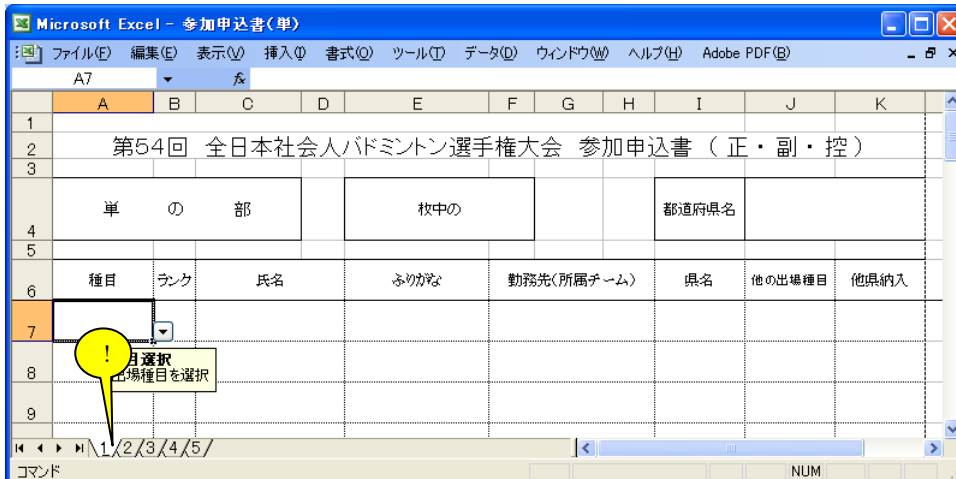 Microsoft Excel - 参加申込書(単)
ファイル(F) 編集(E) 表示(V) 挿入(I) 書式(O) ツール(T) データ(D) ウィンドウ(W) ヘルプ(H) Adobe PDF(B)
A7 fx
A B C D E F G H I J K
1
2 第54回 全日本社会人バドミントン選手権大会 参加申込書 ( 正 ・ 副 ・ 控 )
3
4 単 の 部 枚中の 都道府県名
5
6 種目 ランク 氏名 ふりがな 勤務先(所属チーム) 県名 他の出場種目 他県納入
7
! 目選択
8 出場種目を選択
9
1 / 2 / 3 / 4 / 5 /
コマンド NUM